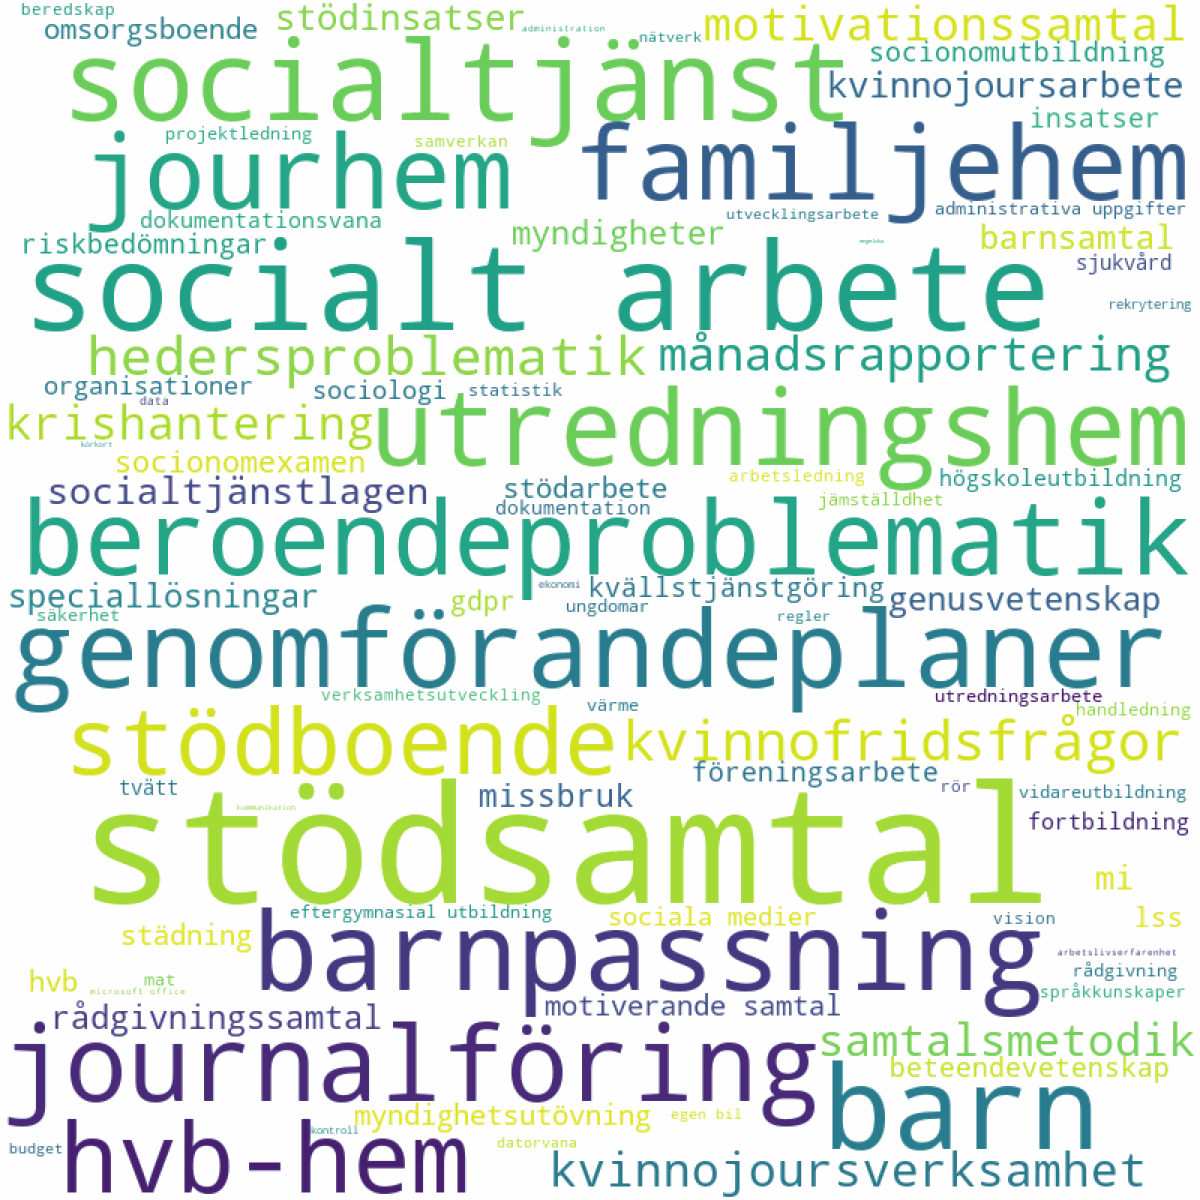 beredskap
stödinsatser
administration
motivationssamtal
omsorgsboende
nätverk
socialtjänst
socionomutbildning
kvinnojoursarbete
insatser
projektledning
samverkan
jourhem
familjehem
dokumentationsvana
utvecklingsarbete
administrativa uppgifter
riskbedömningar
myndigheter
barnsamtal
sjukvård
socialt arbete
rekrytering
hedersproblematik
månadsrapportering
organisationer
sociologi
statistik
data
krishantering
utredningshem
körkort
socionomexamen
arbetsledning
högskoleutbildning
socialtjänstlagen
stödarbete
jämställdhet
dokumentation
beroendeproblematik
ekonomi
speciallösningar
gdpr
kvällstjänstgöring
genusvetenskap
säkerhet
ungdomar
regler
genomförandeplaner
verksamhetsutveckling
värme
utredningsarbete
handledning
stödboende
kvinnofridsfrågor
föreningsarbete
tvätt
missbruk
rör
vidareutbildning
kommunikation
fortbildning
stödsamtal
mi
eftergymnasial utbildning
sociala medier
vision
lss
städning
barnpassning
arbetslivserfarenhet
hvb
mat
rådgivning
microsoft office
språkkunskaper
rådgivningssamtal
motiverande samtal
journalföring
samtalsmetodik
beteendevetenskap
barn
myndighetsutövning
egen bil
kontroll
budget
hvb-hem
datorvana
kvinnojoursverksamhet